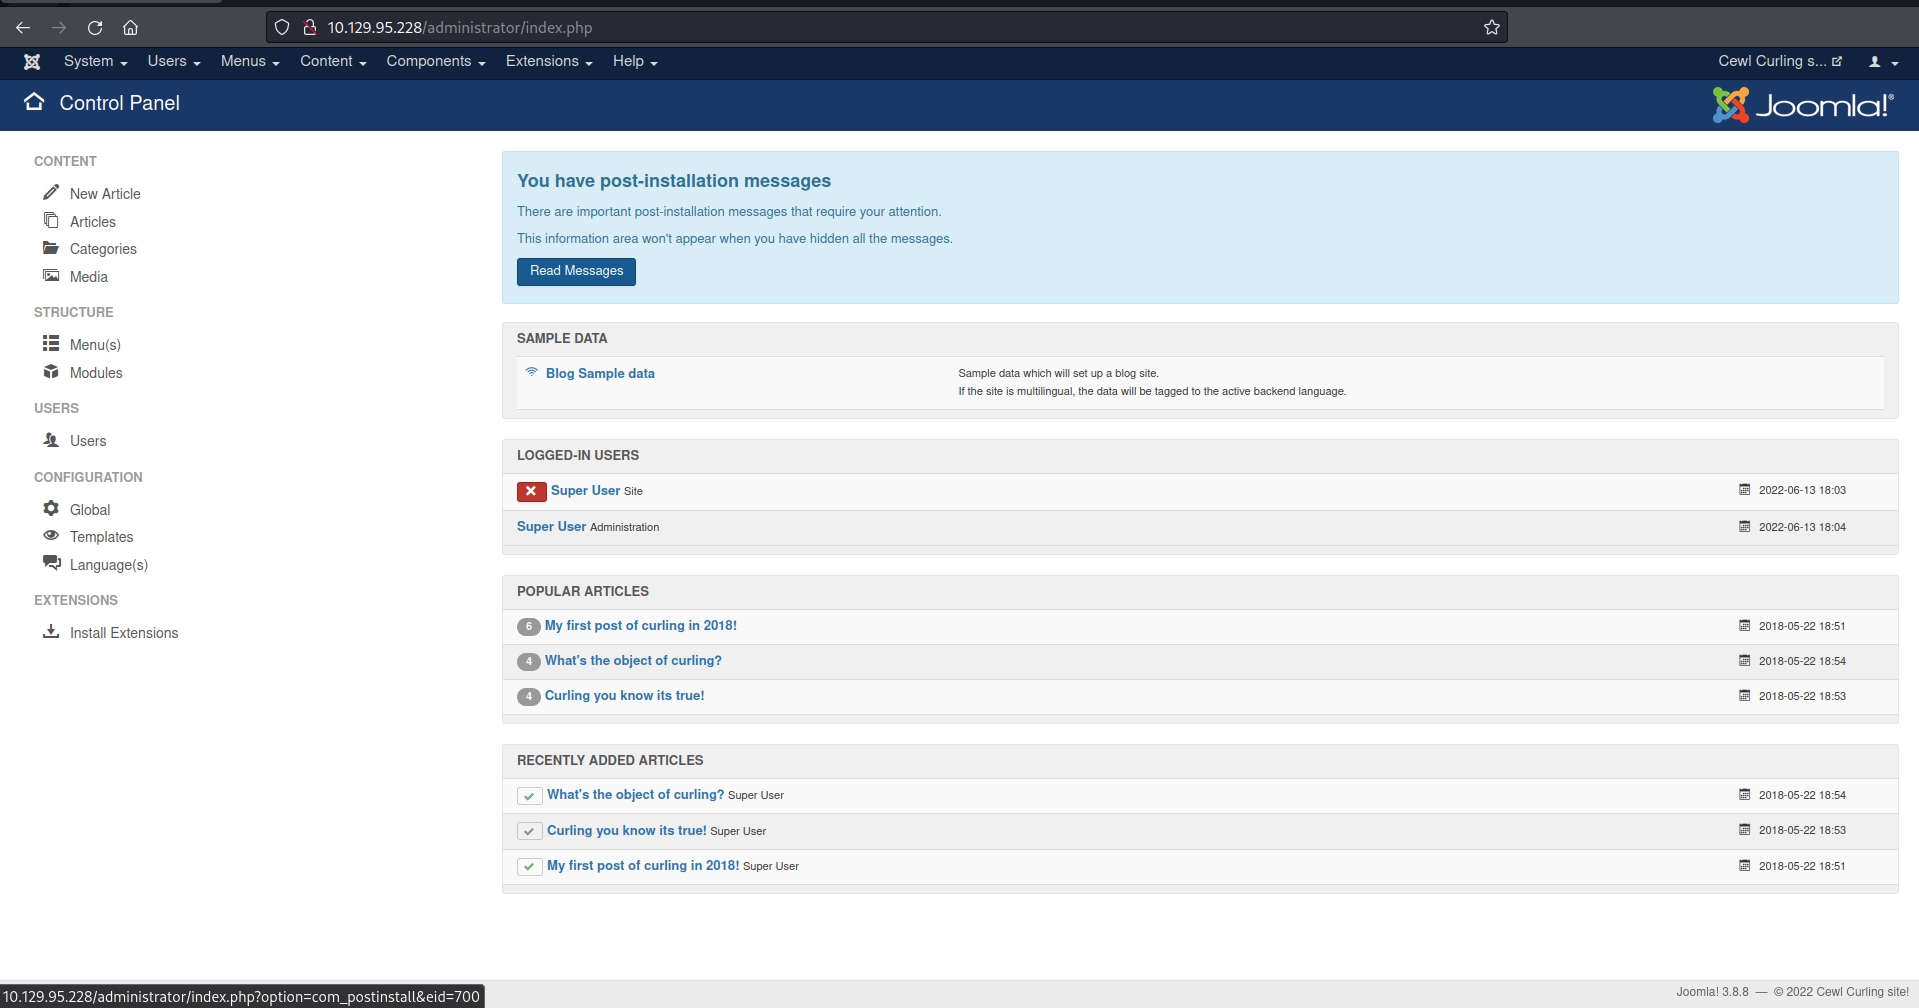 10.129.95.228/administrator/index.php
System Users Menus Content Components Extensions Help Cewl Curling s...
Control Panel
Joomla!®
CONTENT
New Article
Articles
Categories
Media
STRUCTURE
Menu(s)
Modules
USERS
Users
CONFIGURATION
Global
Templates
Language(s)
EXTENSIONS
Install Extensions
You have post-installation messages
There are important post-installation messages that require your attention.
This information area won't appear when you have hidden all the messages.
Read Messages
SAMPLE DATA
Blog Sample data
Sample data which will set up a blog site.
If the site is multilingual, the data will be tagged to the active backend language.
LOGGED-IN USERS
Super User Site 2022-06-13 18:03
Super User Administration 2022-06-13 18:04
POPULAR ARTICLES
6 My first post of curling in 2018! 2018-05-22 18:51
4 What's the object of curling? 2018-05-22 18:54
4 Curling you know its true! 2018-05-22 18:53
RECENTLY ADDED ARTICLES
What's the object of curling? Super User 2018-05-22 18:54
Curling you know its true! Super User 2018-05-22 18:53
My first post of curling in 2018! Super User 2018-05-22 18:51
10.129.95.228/administrator/index.php?option=com_postinstall&eid=700
Joomla! 3.8.8 — © 2022 Cewl Curling site!